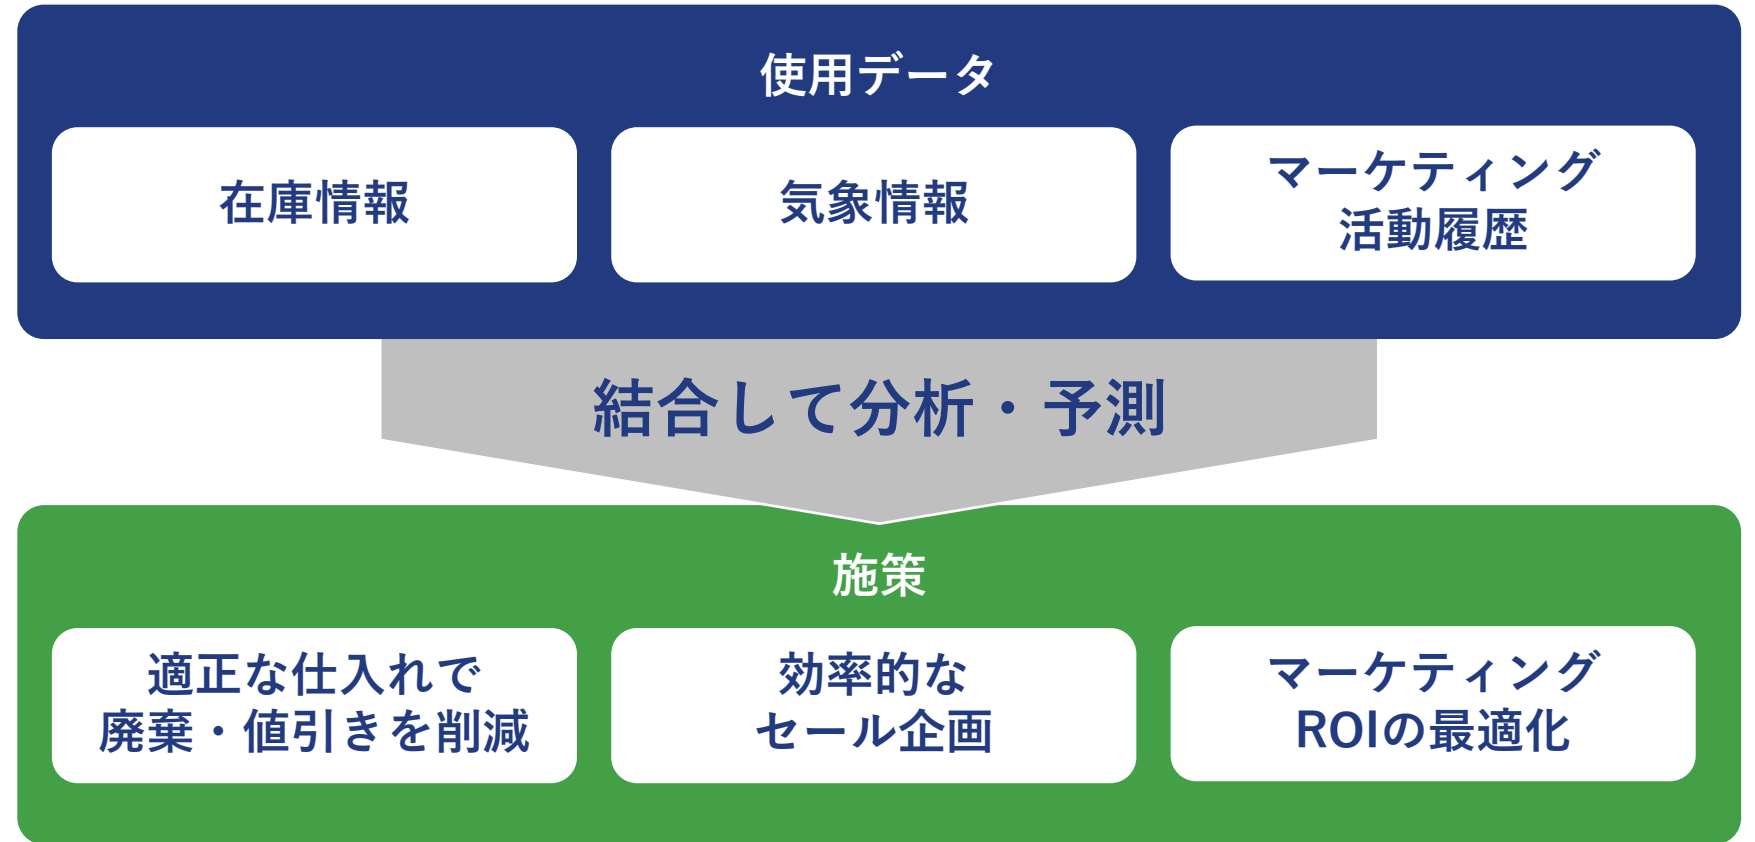 使用データ
在庫情報
気象情報
マーケティング
活動履歴
結合して分析・予測
施策
適正な仕入れで
廃棄・値引きを削減
効率的な
セール企画
マーケティング
ROIの最適化